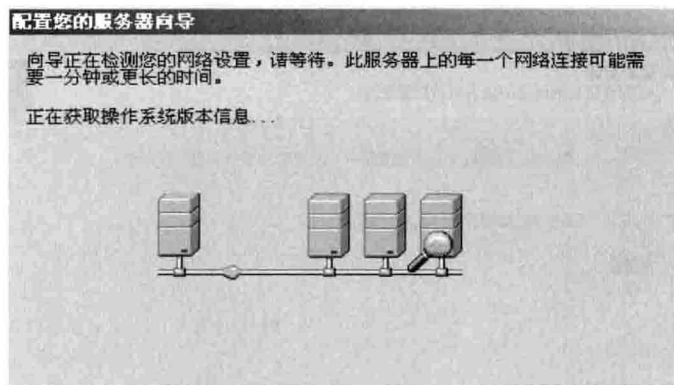 配置您的服务器向导
向导正在检测您的网络设置，请等待。此服务器上的每一个网络连接可能需
要一分钟或更长的时间。
正在获取操作系统版本信息...